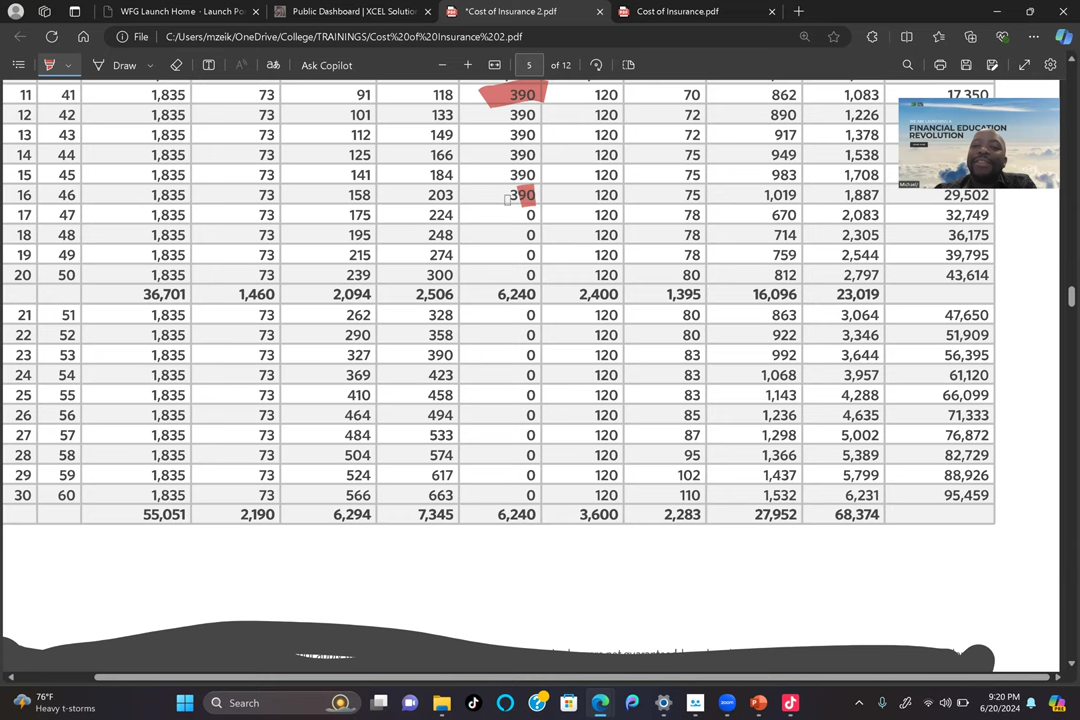 WFG Launch Home - Launch Po
Public Dashboard | XCEL Solution
*Cost of Insurance 2.pdf
Cost of Insurance.pdf
File C:/Users/mzeik/OneDrive/College/TRAININGS/Cost%20of%20Insurance%202.pdf
Draw
Ask Copilot
5 of 12
11 41 1,835 73 91 118 390 120 70 862 1,083 17,350
12 42 1,835 73 101 133 390 120 72 890 1,226
13 43 1,835 73 112 149 390 120 72 917 1,378
14 44 1,835 73 125 166 390 120 75 949 1,538
15 45 1,835 73 141 184 390 120 75 983 1,708
16 46 1,835 73 158 203 390 120 75 1,019 1,887 29,502
17 47 1,835 73 175 224 0 120 78 670 2,083 32,749
18 48 1,835 73 195 248 0 120 78 714 2,305 36,175
19 49 1,835 73 215 274 0 120 78 759 2,544 39,795
20 50 1,835 73 239 300 0 120 80 812 2,797 43,614
36,701 1,460 2,094 2,506 6,240 2,400 1,395 16,096 23,019
21 51 1,835 73 262 328 0 120 80 863 3,064 47,650
22 52 1,835 73 290 358 0 120 80 922 3,346 51,909
23 53 1,835 73 327 390 0 120 83 992 3,644 56,395
24 54 1,835 73 369 423 0 120 83 1,068 3,957 61,120
25 55 1,835 73 410 458 0 120 83 1,143 4,288 66,099
26 56 1,835 73 464 494 0 120 85 1,236 4,635 71,333
27 57 1,835 73 484 533 0 120 87 1,298 5,002 76,872
28 58 1,835 73 504 574 0 120 95 1,366 5,389 82,729
29 59 1,835 73 524 617 0 120 102 1,437 5,799 88,926
30 60 1,835 73 566 663 0 120 110 1,532 6,231 95,459
55,051 2,190 6,294 7,345 6,240 3,600 2,283 27,952 68,374
FINANCIAL EDUCATION
REVOLUTION
Michael
76°F
Heavy t-storms
Search
9:20 PM
6/20/2024